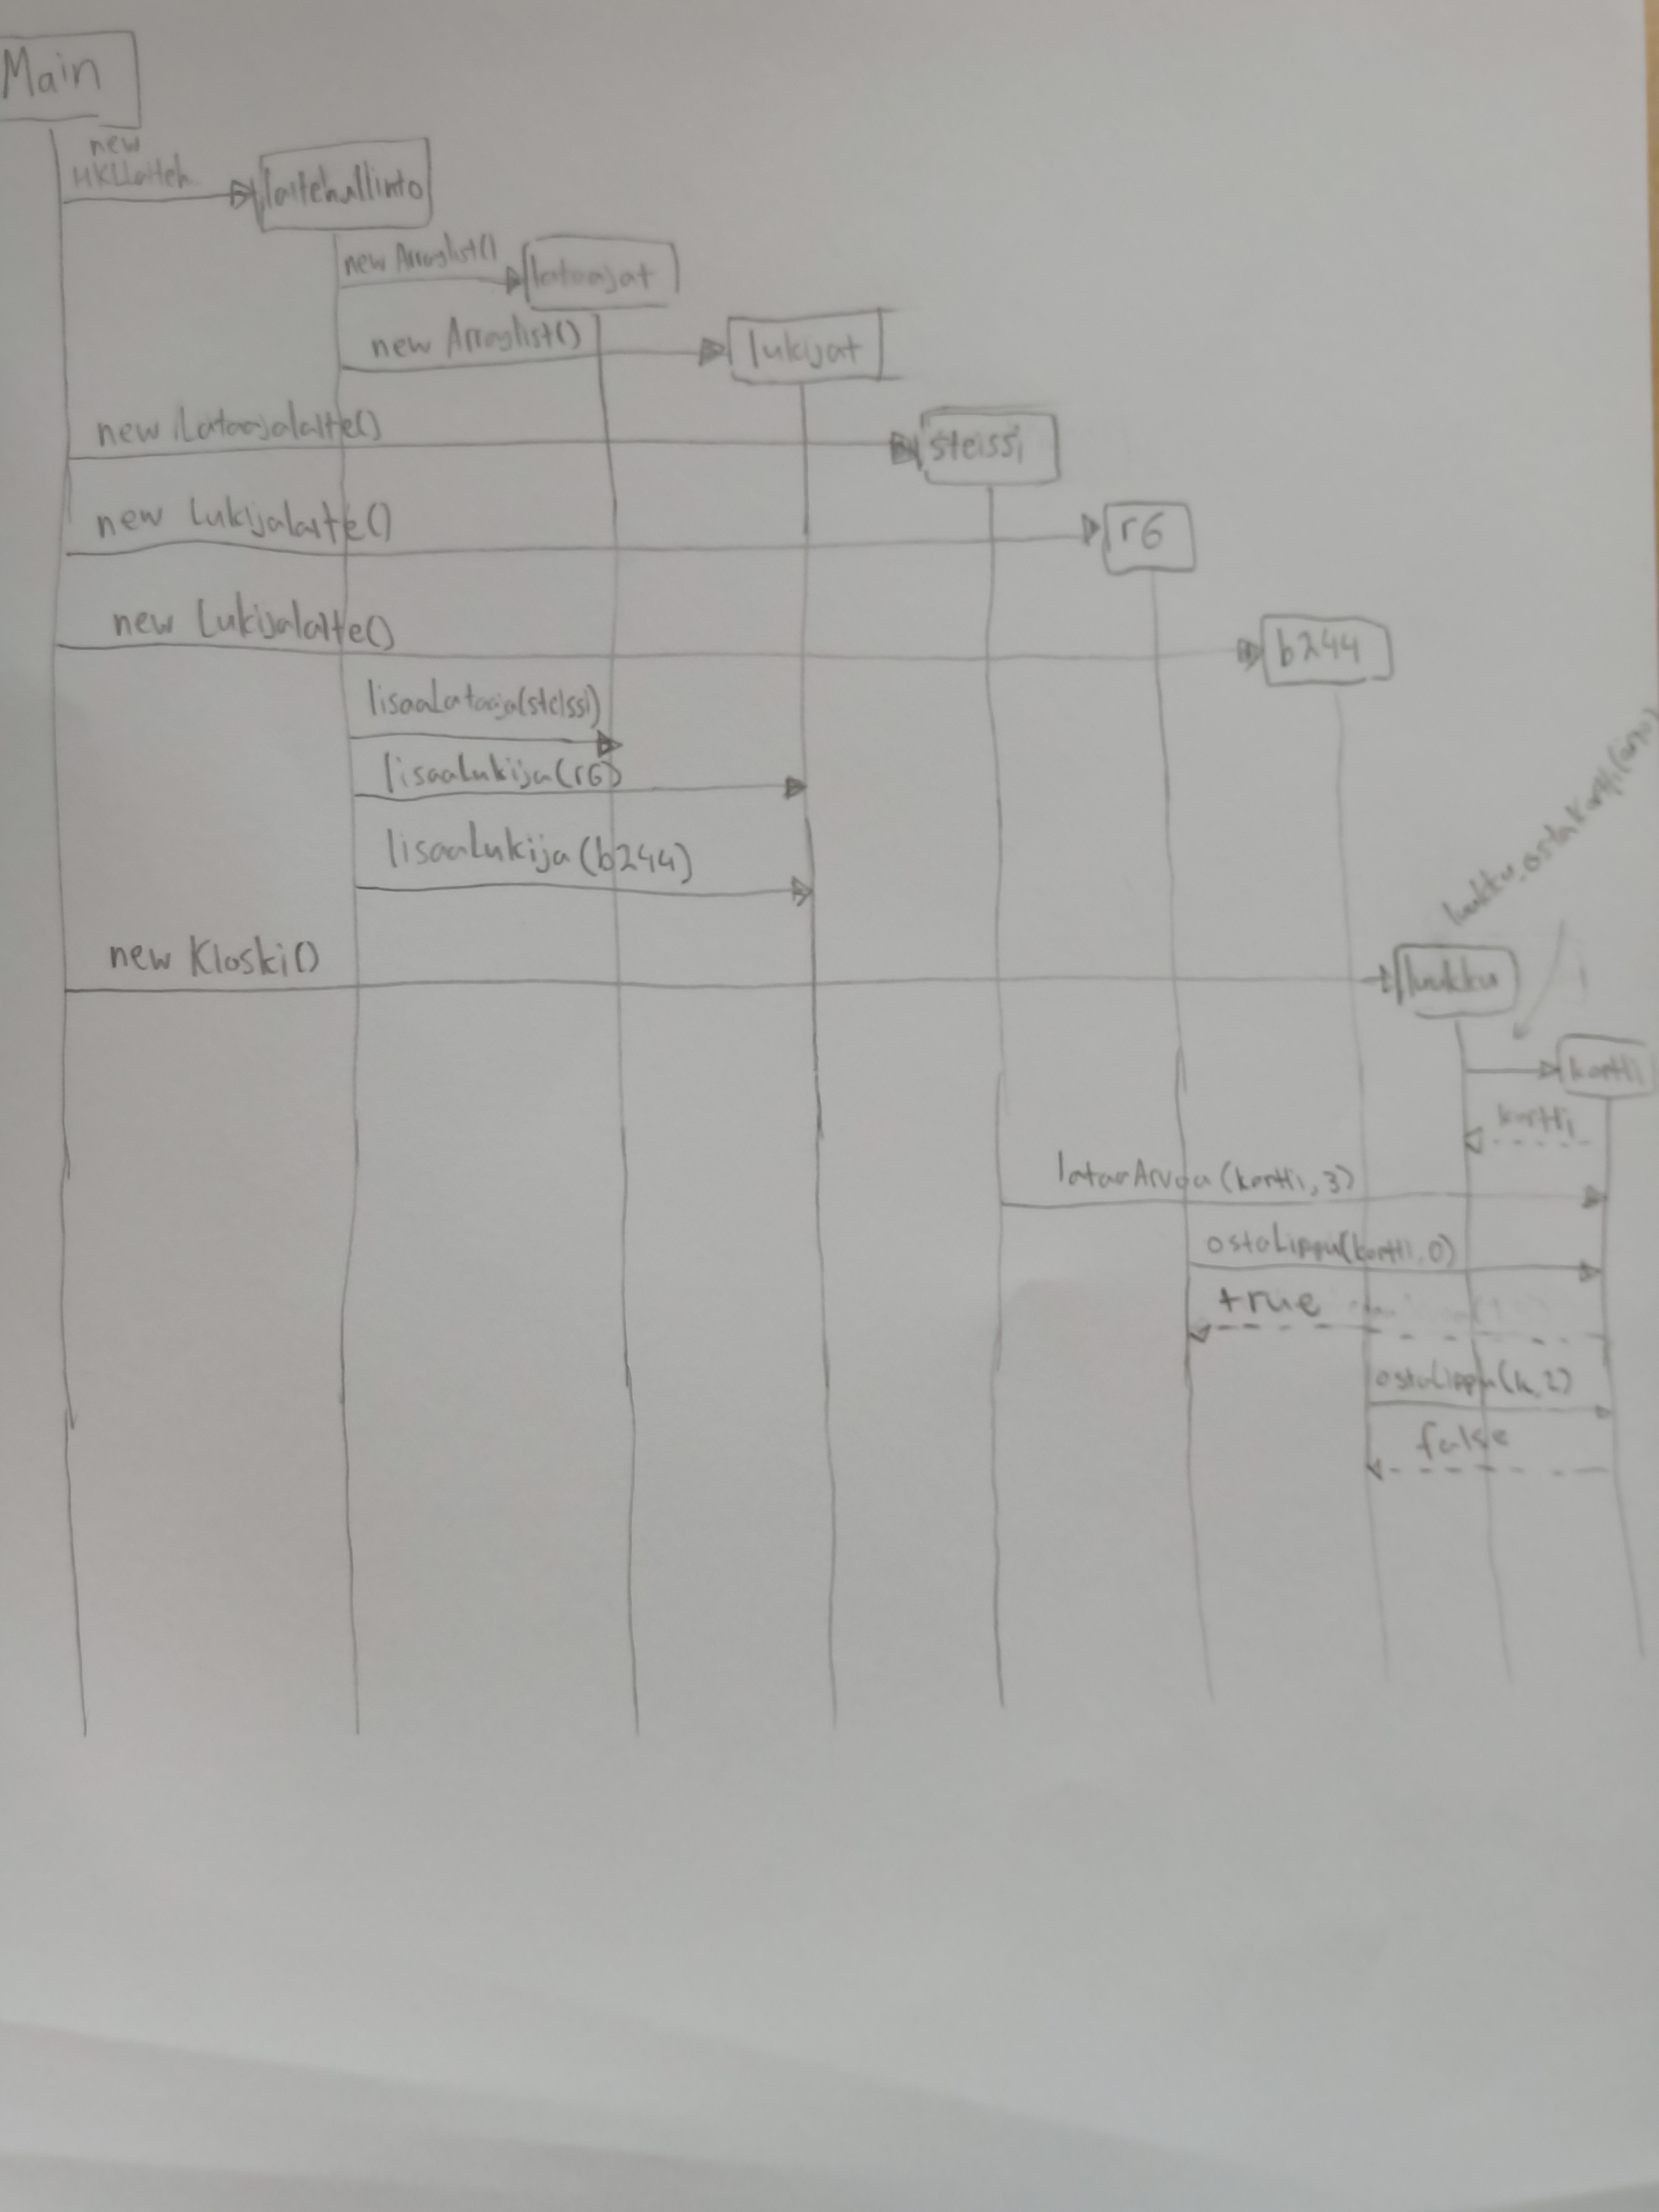 Main
new
HKLLaiteh.
laitehallinto
new Arraylist()
lataajat
new Arraylist()
lukijat
new Lataajalaite()
steissi
new Lukijalaite()
r6
new Lukijalaite()
b244
lisaaLataaja(steissi)
lisaaLukija(r6)
lisaaLukija(b244)
luukku.ostaKortti(arto)
new Kioski()
luukku
kortti
kortti
lataaArvoa(kortti, 3)
ostaLippu(kortti, 0)
true
ostaLippu(k, 2)
false